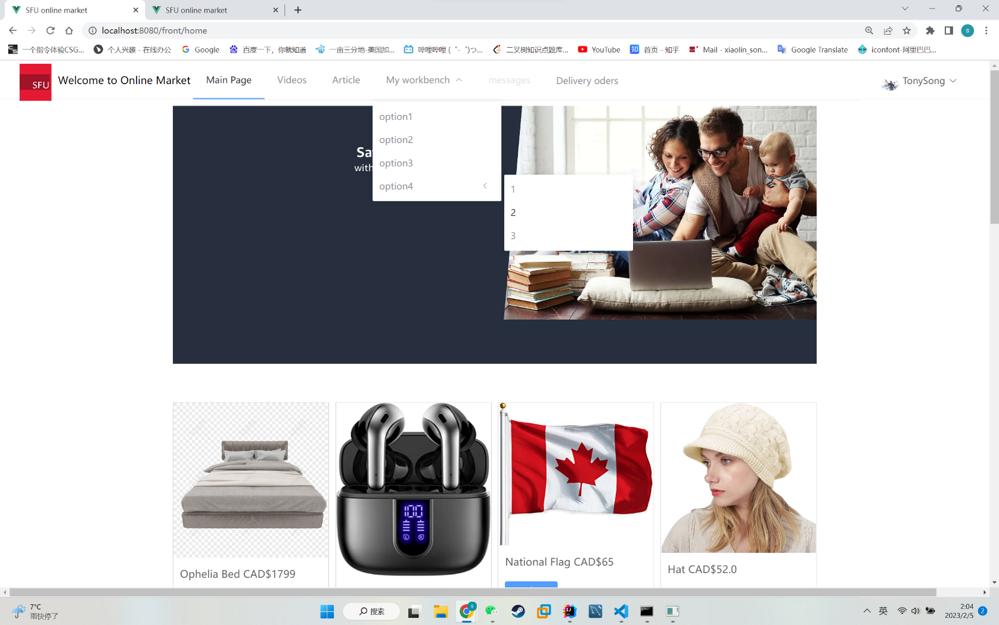 SFU online market
SFU online market
localhost:8080/front/home
一个指令体验CSG...
个人兴趣 - 在线办公
Google
百度一下，你就知道
一亩三分地-美国加...
哔哩哔哩 (゜-゜)つ...
二叉树知识点题库...
YouTube
首页 - 知乎
Mail - xiaolin_son...
Google Translate
iconfont-阿里巴巴...
SFU
Welcome to Online Market
Main Page
Videos
Article
My workbench
messages
Delivery oders
TonySong
option1
option2
option3
option4
1
2
3
Sa
with
100
Ophelia Bed CAD$1799
National Flag CAD$65
Hat CAD$52.0
7°C
雨快停了
搜索
英
2:04
2023/2/5
2